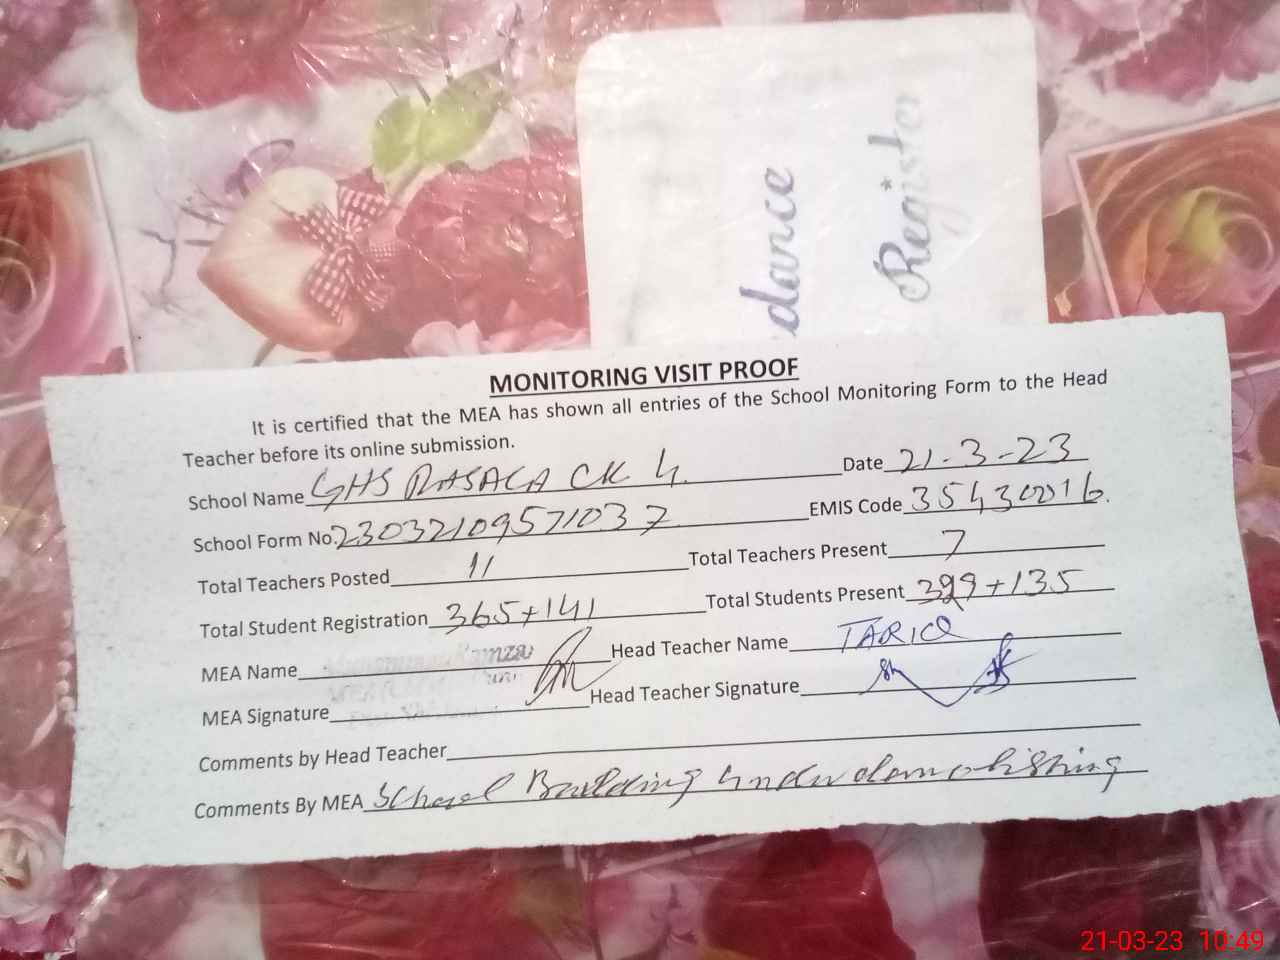 dance
Register
MONITORING VISIT PROOF
It is certified that the MEA has shown all entries of the School Monitoring Form to the Head
Teacher before its online submission.
School Name GHS RASALA CK 4. Date 21-3-23
School Form No. 23032109571037 EMIS Code 35430016.
Total Teachers Posted 11 Total Teachers Present 7
Total Student Registration 365+141 Total Students Present +135
MEA Name Head Teacher Name TARIQ
MEA Signature Head Teacher Signature
Comments by Head Teacher
Comments By MEA School Building Under demolishing
21-03-23 10:49